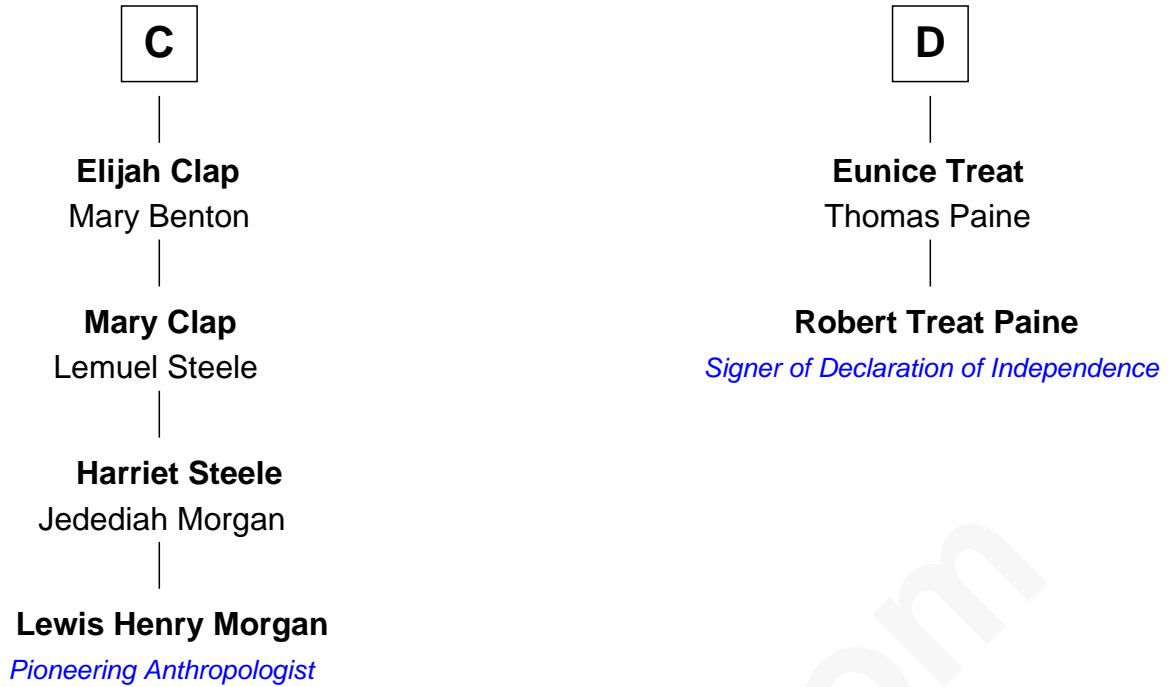 C
Elijah Clap
Mary Benton
Mary Clap
Lemuel Steele
Harriet Steele
Jedediah Morgan
Lewis Henry Morgan
Pioneering Anthropologist
D
Eunice Treat
Thomas Paine
Robert Treat Paine
Signer of Declaration of Independence
om